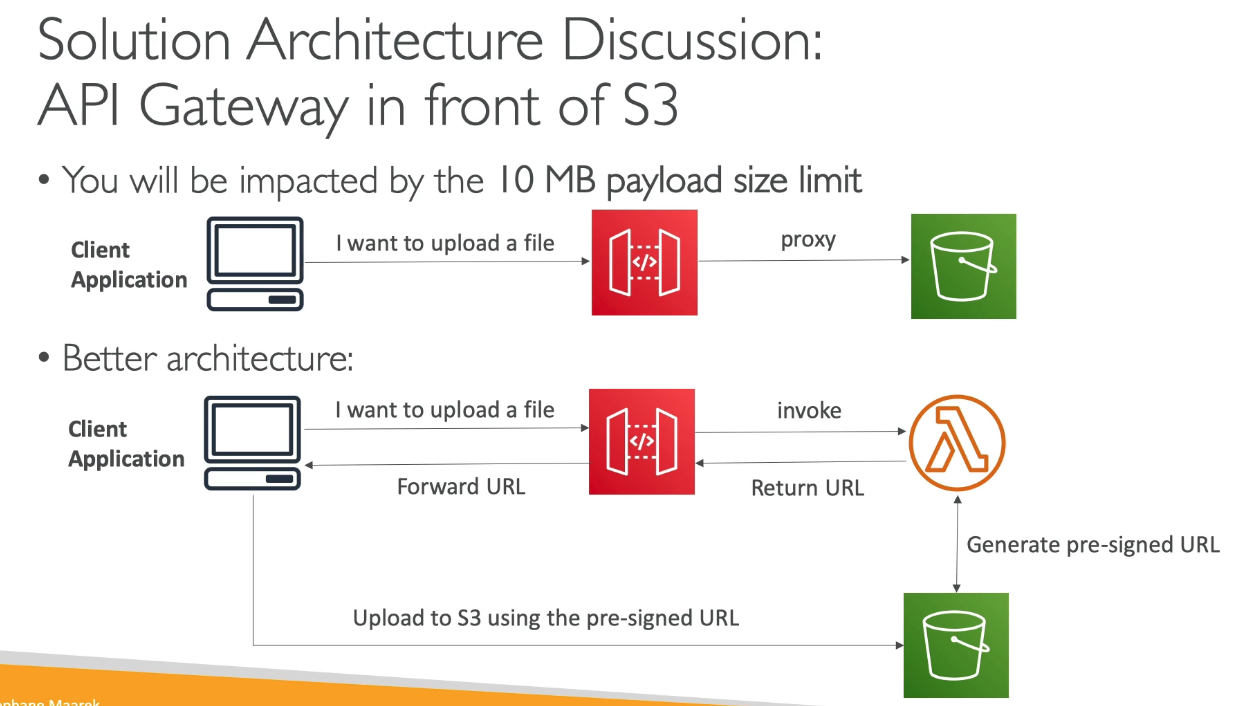 Solution Architecture Discussion:
API Gateway in front of S3
• You will be impacted by the 10 MB payload size limit
Client
Application
I want to upload a file
</>
proxy
• Better architecture:
Client
Application
I want to upload a file
</>
invoke
Forward URL
Return URL
Generate pre-signed URL
Upload to S3 using the pre-signed URL
Maarek